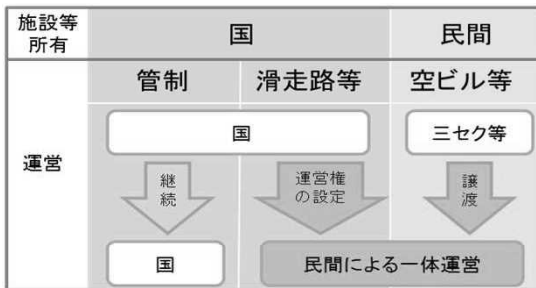 施設等
所有
国
民間
管制
滑走路等
空ビル等
運営
国
三セク等
継
続
運営権
の設定
譲
渡
国
民間による一体運営